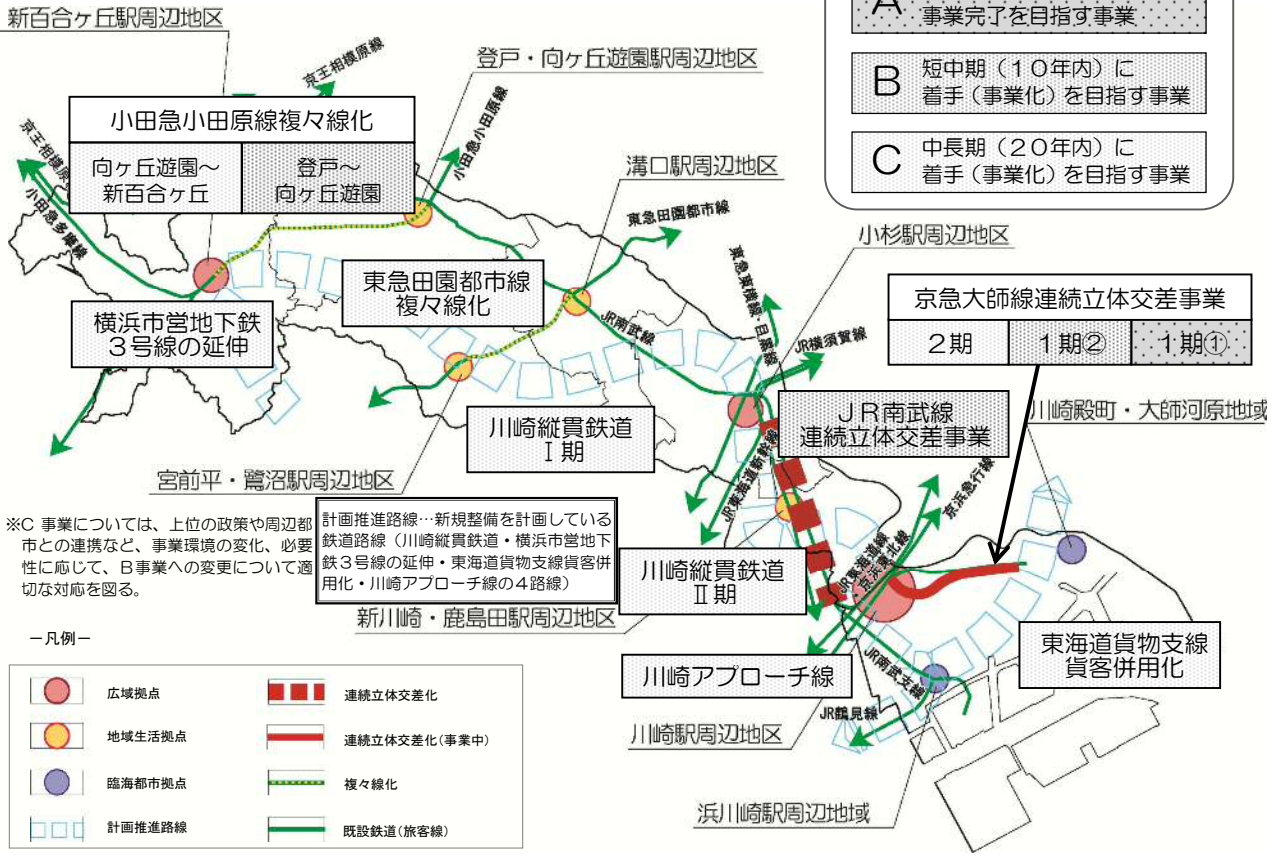 新百合ヶ丘駅周辺地区
京王相模原線
登戸・向ヶ丘遊園駅周辺地区
A
事業完了を目指す事業
B 短中期（１０年内）に
着手（事業化）を目指す事業
C 中長期（２０年内）に
着手（事業化）を目指す事業
小田急小田原線複々線化
向ヶ丘遊園～
新百合ヶ丘
登戸～
向ヶ丘遊園
京王相模原
小田急多摩線
小田急小田原線
溝口駅周辺地区
東急田園都市線
小杉駅周辺地区
東急田園都市線
複々線化
横浜市営地下鉄
３号線の延伸
JR南武線
東急東横線・目黒線
JR横須賀線
京急大師線連続立体交差事業
２期
１期②
１期①
川崎殿町・大師河原地域
ＪＲ南武線
連続立体交差事業
川崎縦貫鉄道
Ⅰ期
宮前平・鷺沼駅周辺地区
JR東海道新幹線
京浜急行線
※C 事業については、上位の政策や周辺都
市との連携など、事業環境の変化、必要
性に応じて、B事業への変更について適
切な対応を図る。
計画推進路線…新規整備を計画している
鉄道路線（川崎縦貫鉄道・横浜市営地下
鉄３号線の延伸・東海道貨物支線貨客併
用化・川崎アプローチ線の４路線）
川崎縦貫鉄道
Ⅱ期
JR東海道線
・京浜東北線
新川崎・鹿島田駅周辺地区
東海道貨物支線
貨客併用化
川崎アプローチ線
JR南武支線
JR鶴見線
川崎駅周辺地区
浜川崎駅周辺地域
－凡例－
広域拠点
連続立体交差化
地域生活拠点
連続立体交差化(事業中)
臨海都市拠点
複々線化
計画推進路線
既設鉄道(旅客線)